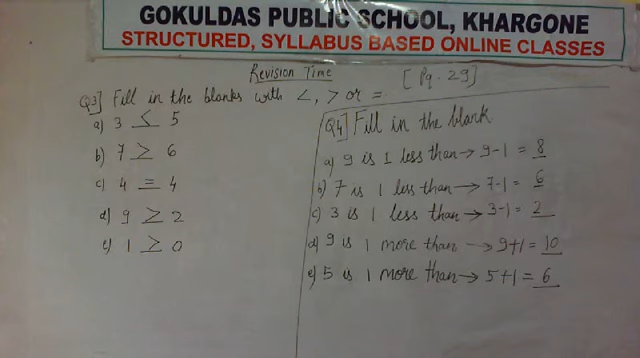 GOKULDAS PUBLIC SCHOOL, KHARGONE
STRUCTURED, SYLLABUS BASED ONLINE CLASSES
Revision Time
[Pg. 29]
Q3] Fill in the blanks with <, > or =.
a) 3 < 5
b) 7 > 6
c) 4 = 4
d) 9 > 2
e) 1 > 0
Q4] Fill in the blank
a) 9 is 1 less than → 9-1 = 8
b) 7 is 1 less than → 7-1 = 6
c) 3 is 1 less than → 3-1 = 2
d) 9 is 1 more than → 9+1 = 10
e) 5 is 1 more than → 5+1 = 6